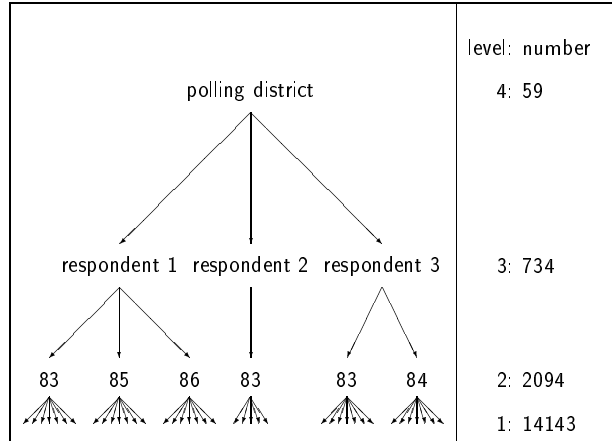 level: number
polling district 4: 59
respondent 1 respondent 2 respondent 3 3: 734
83 85 86 83 83 84 2: 2094
1: 14143